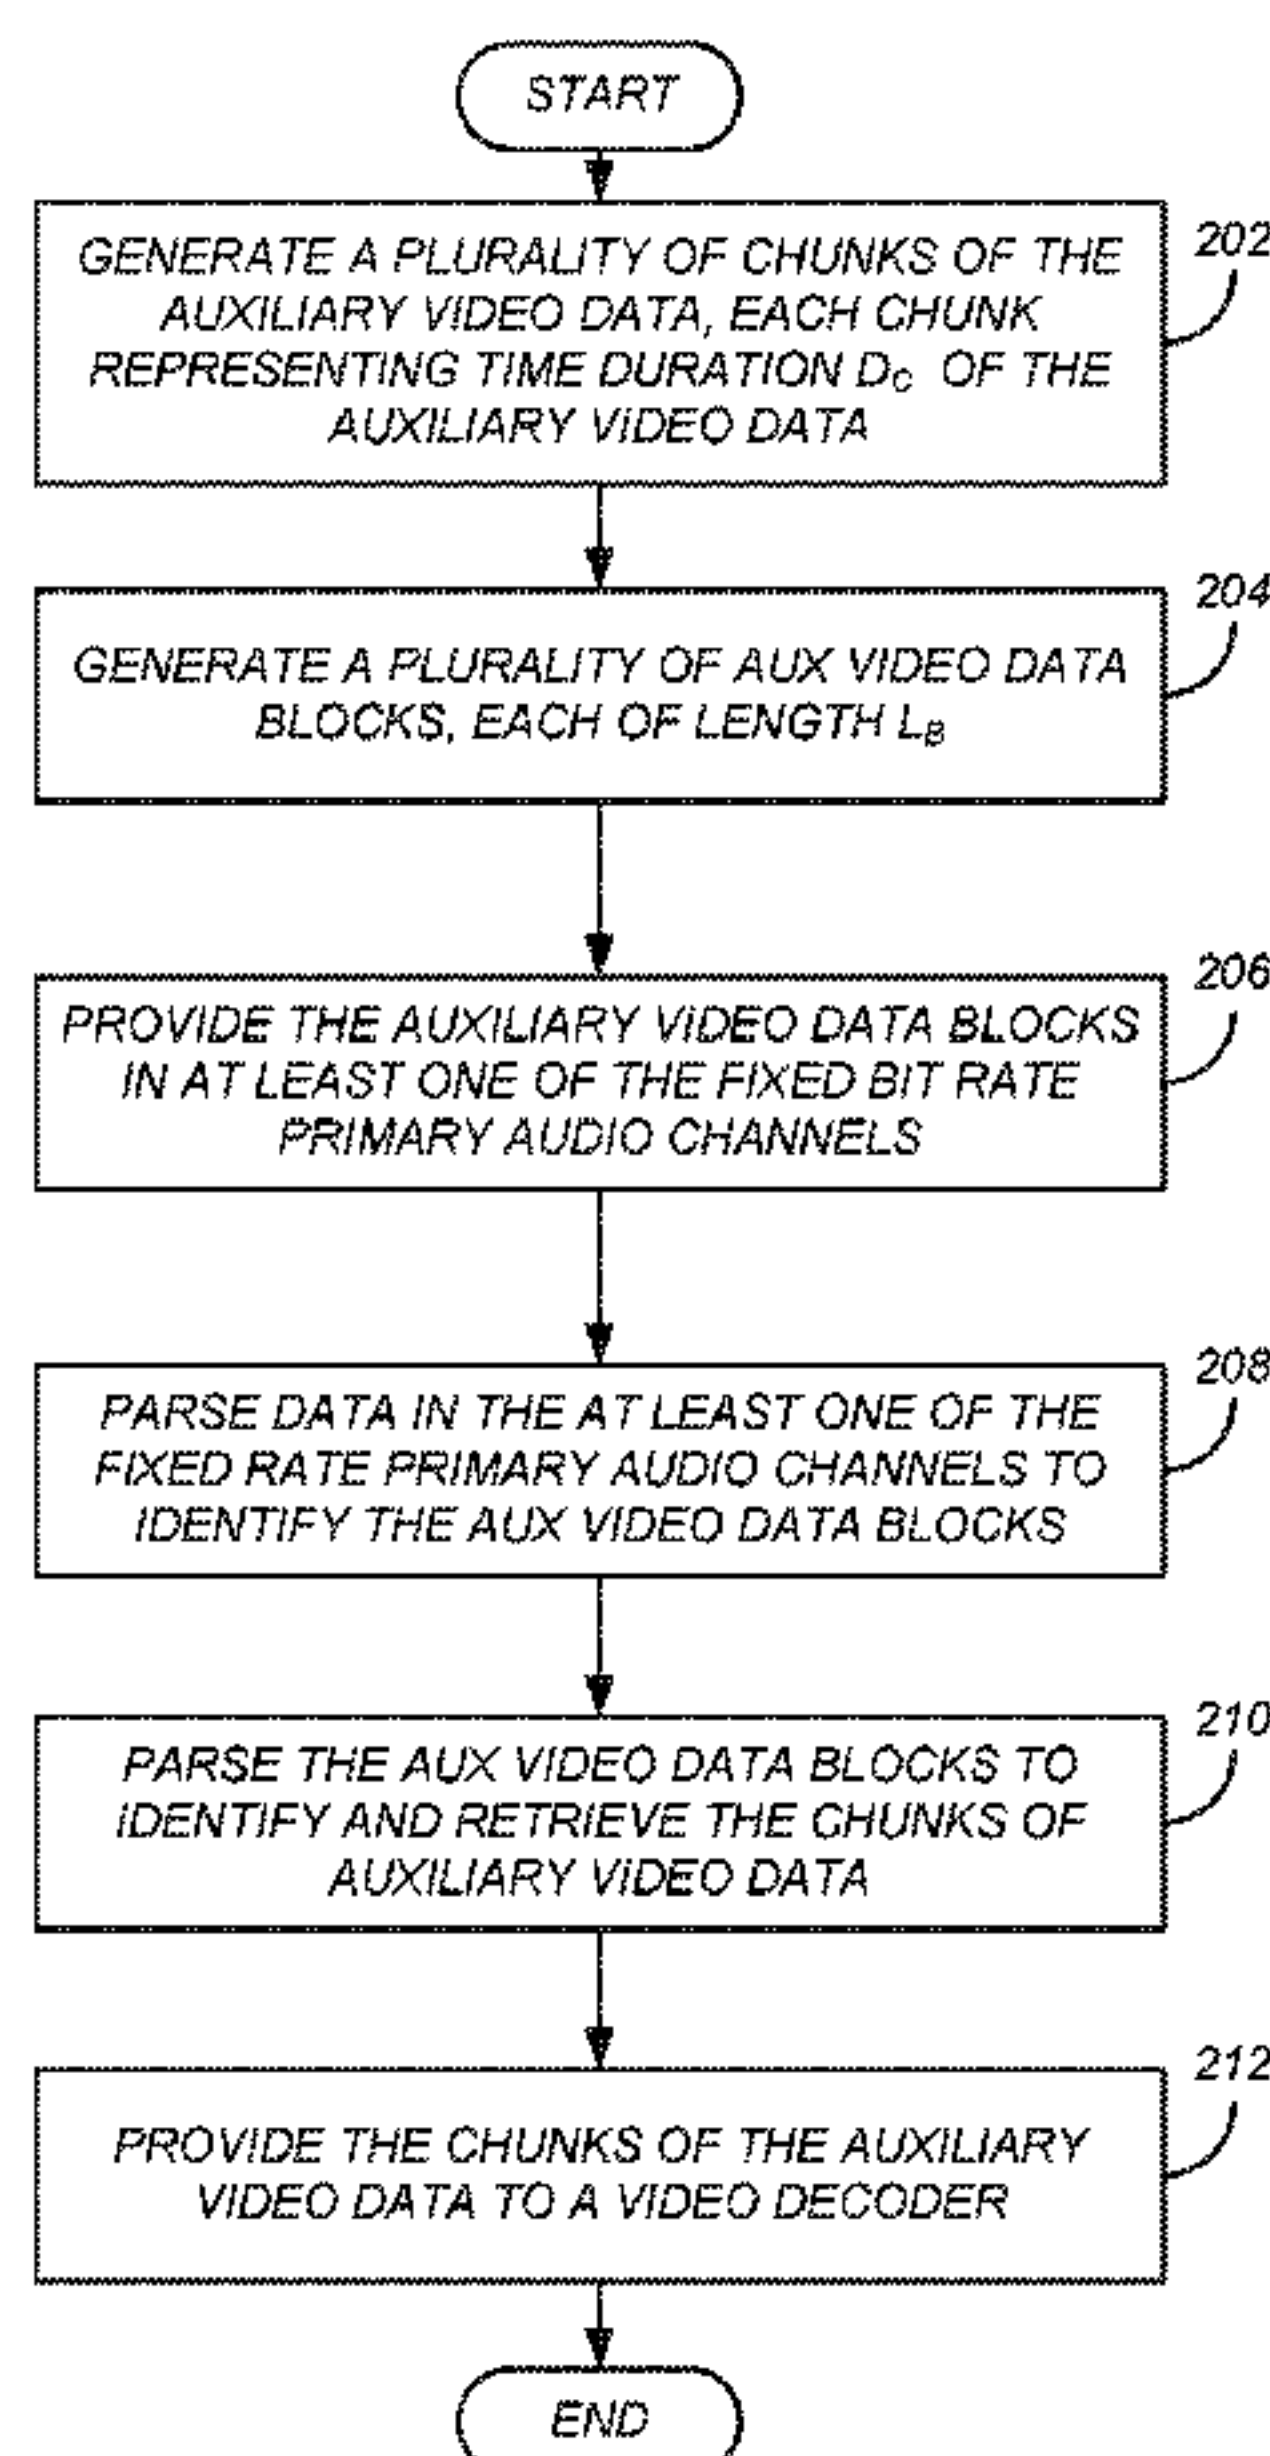 START
GENERATE A PLURALITY OF CHUNKS OF THE
AUXILIARY VIDEO DATA, EACH CHUNK
REPRESENTING TIME DURATION DC OF THE
AUXILIARY VIDEO DATA
202
GENERATE A PLURALITY OF AUX VIDEO DATA
BLOCKS, EACH OF LENGTH LB
204
PROVIDE THE AUXILIARY VIDEO DATA BLOCKS
IN AT LEAST ONE OF THE FIXED BIT RATE
PRIMARY AUDIO CHANNELS
206
PARSE DATA IN THE AT LEAST ONE OF THE
FIXED RATE PRIMARY AUDIO CHANNELS TO
IDENTIFY THE AUX VIDEO DATA BLOCKS
208
PARSE THE AUX VIDEO DATA BLOCKS TO
IDENTIFY AND RETRIEVE THE CHUNKS OF
AUXILIARY VIDEO DATA
210
PROVIDE THE CHUNKS OF THE AUXILIARY
VIDEO DATA TO A VIDEO DECODER
212
END